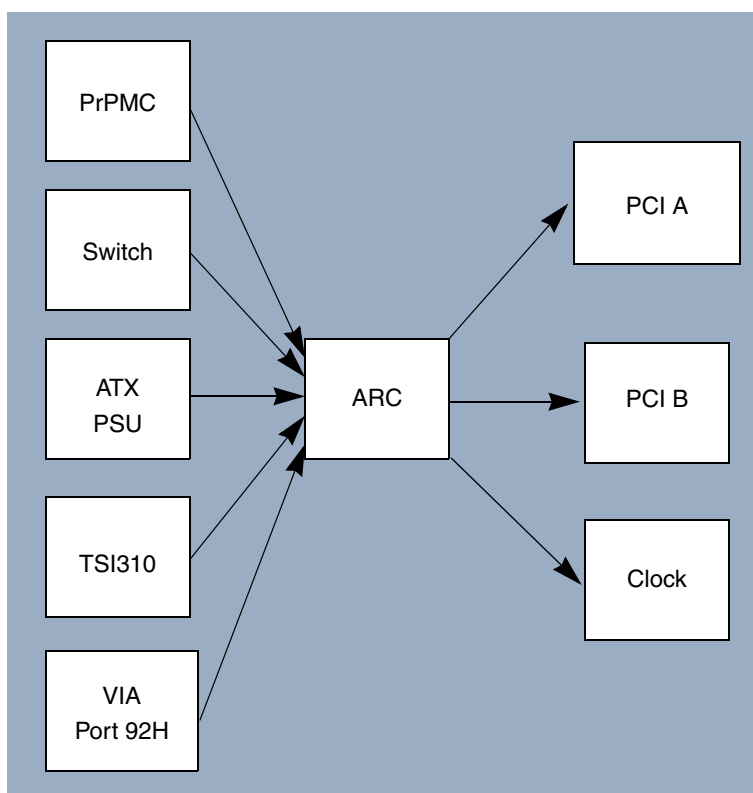 PrPMC
Switch
ATX
PSU
TSI310
VIA
Port 92H
ARC
PCI A
PCI B
Clock